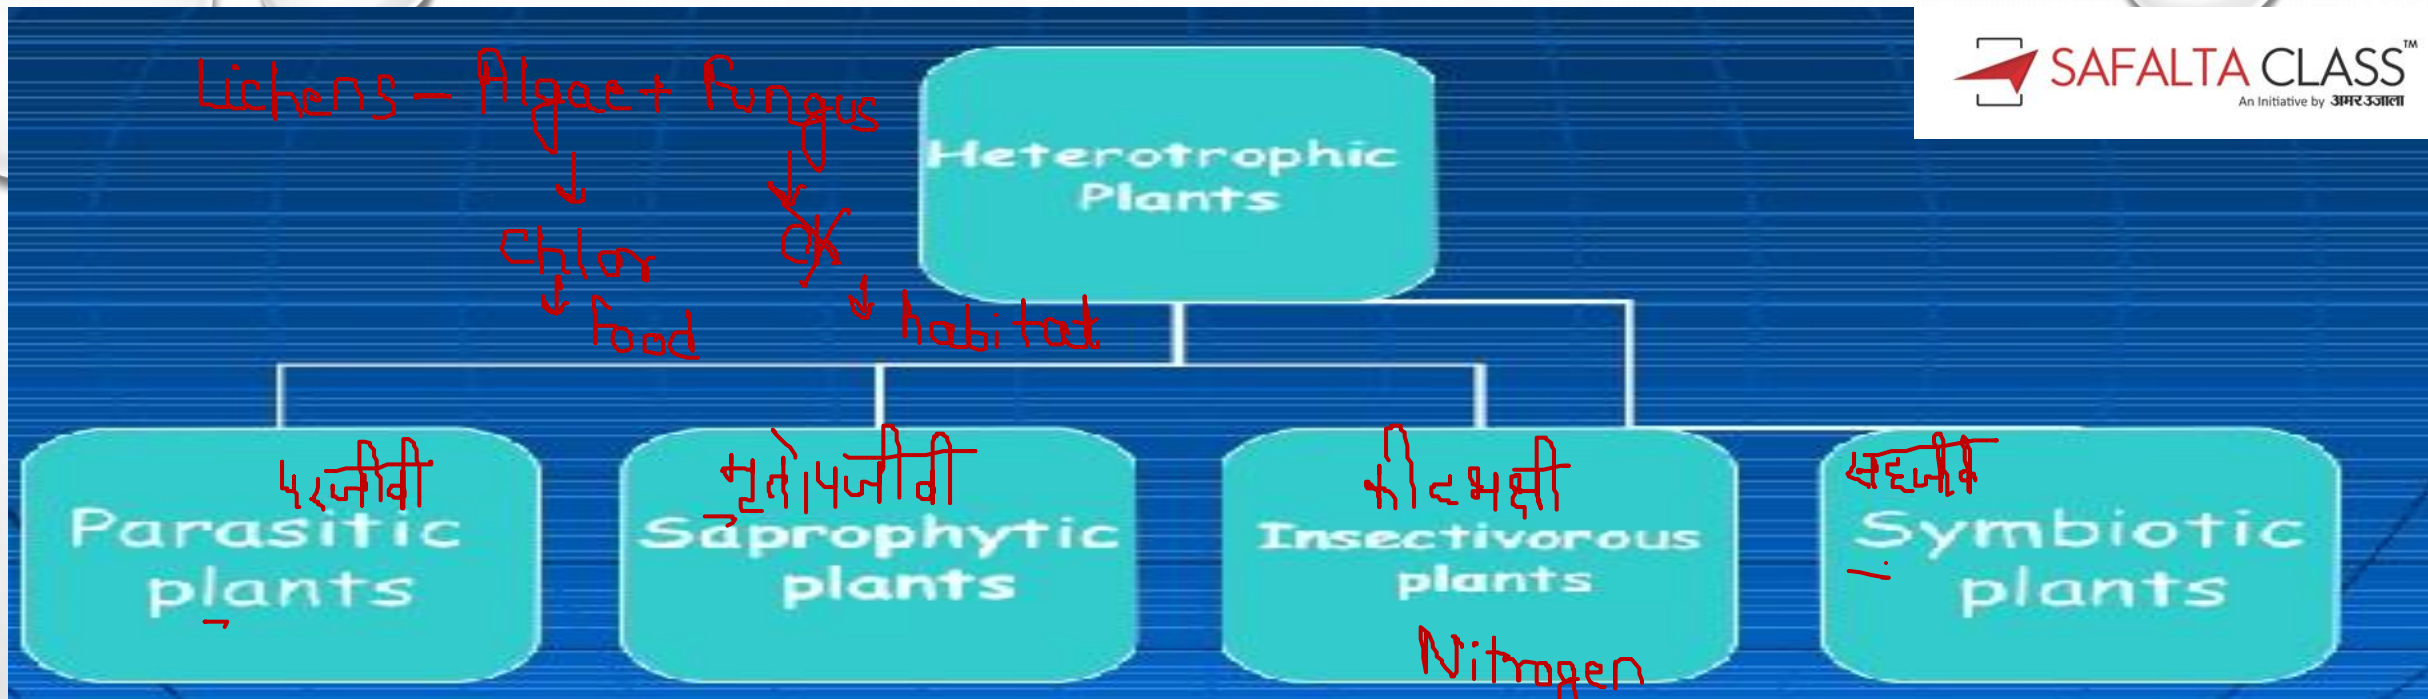 SAFALTA CLASS™
An Initiative by अमर उजाला
Lichens - Algae + Fungus
↓ ↓
Chlor
↓ ↓
food habitat
Heterotrophic
Plants
परजीवी
Parasitic
plants
मृतोपजीवी
Saprophytic
plants
कीटभक्षी
Insectivorous
plants
Nitrogen
सहजीवी
Symbiotic
plants